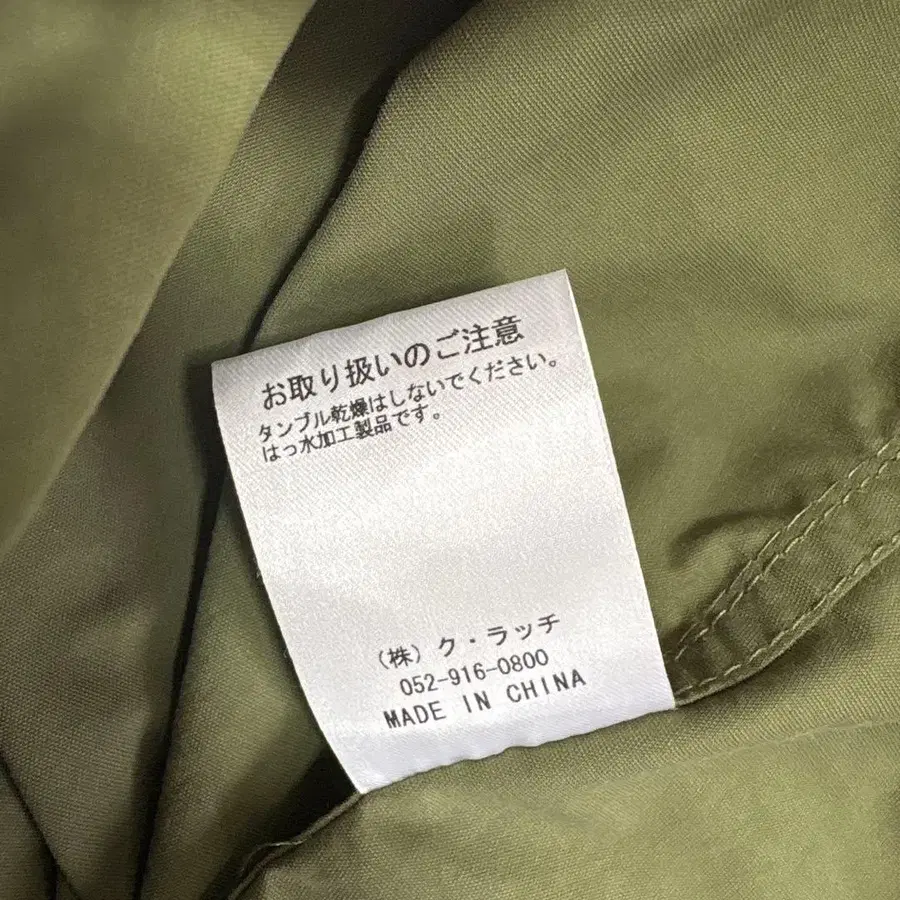 お取り扱いのご注意
タンブル乾燥はしないでください。
はっ水加工製品です。
(株)ク・ラッチ
052-916-0800
MADE IN CHINA